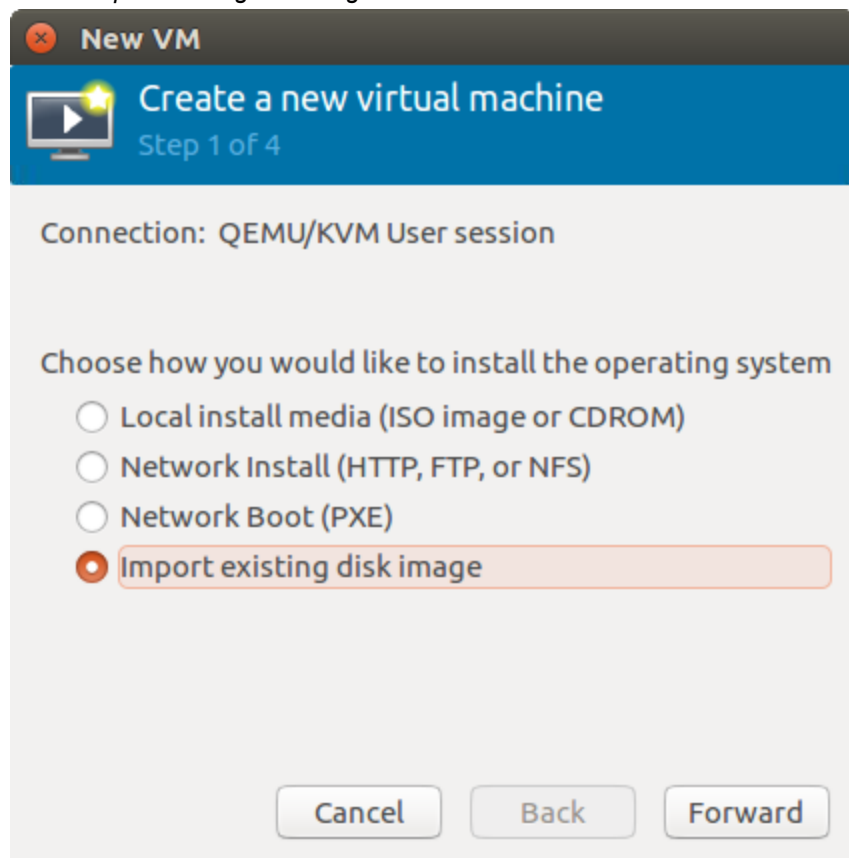 New VM
Create a new virtual machine
Step 1 of 4
Connection: QEMU/KVM User session
Choose how you would like to install the operating system
Local install media (ISO image or CDROM)
Network Install (HTTP, FTP, or NFS)
Network Boot (PXE)
Import existing disk image
Cancel
Back
Forward